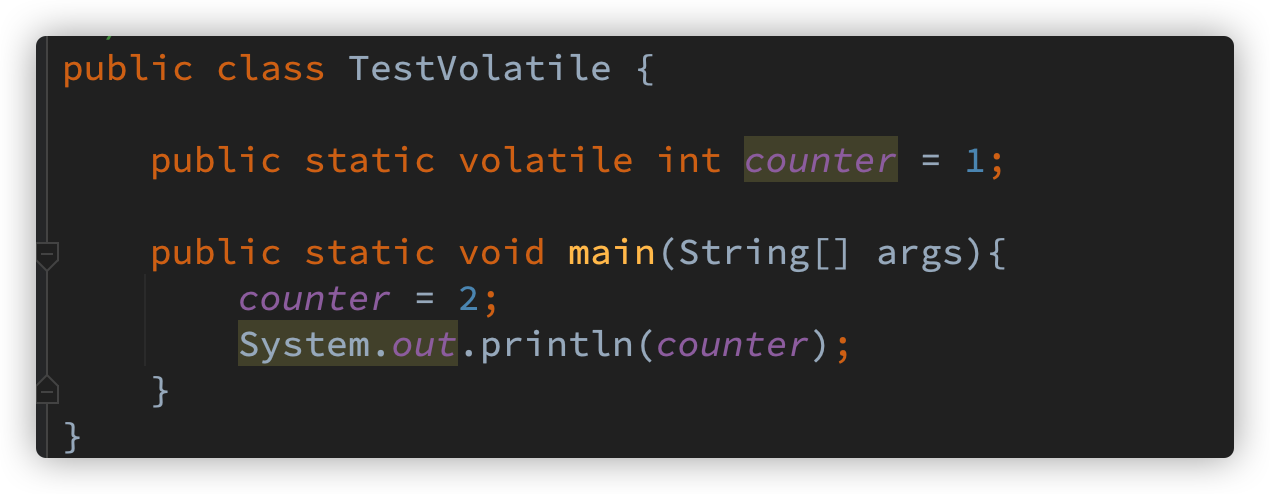 public class TestVolatile {
public static volatile int counter = 1;
public static void main(String[] args){
counter = 2;
System.out.println(counter);
}
}